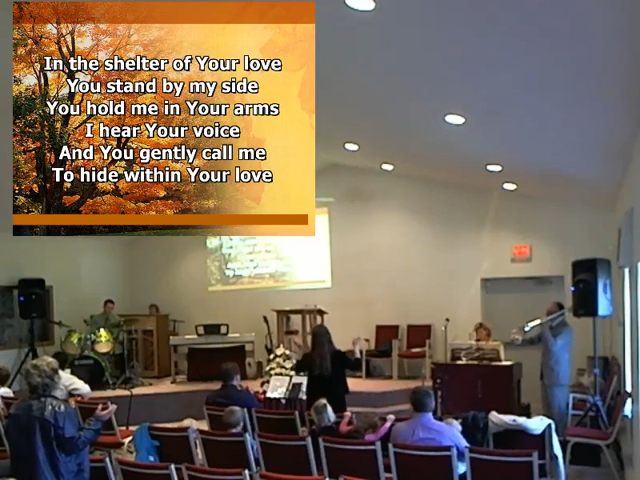 In the shelter of Your love
You stand by my side
You hold me in Your arms
I hear Your voice
And You gently call me
To hide within Your love